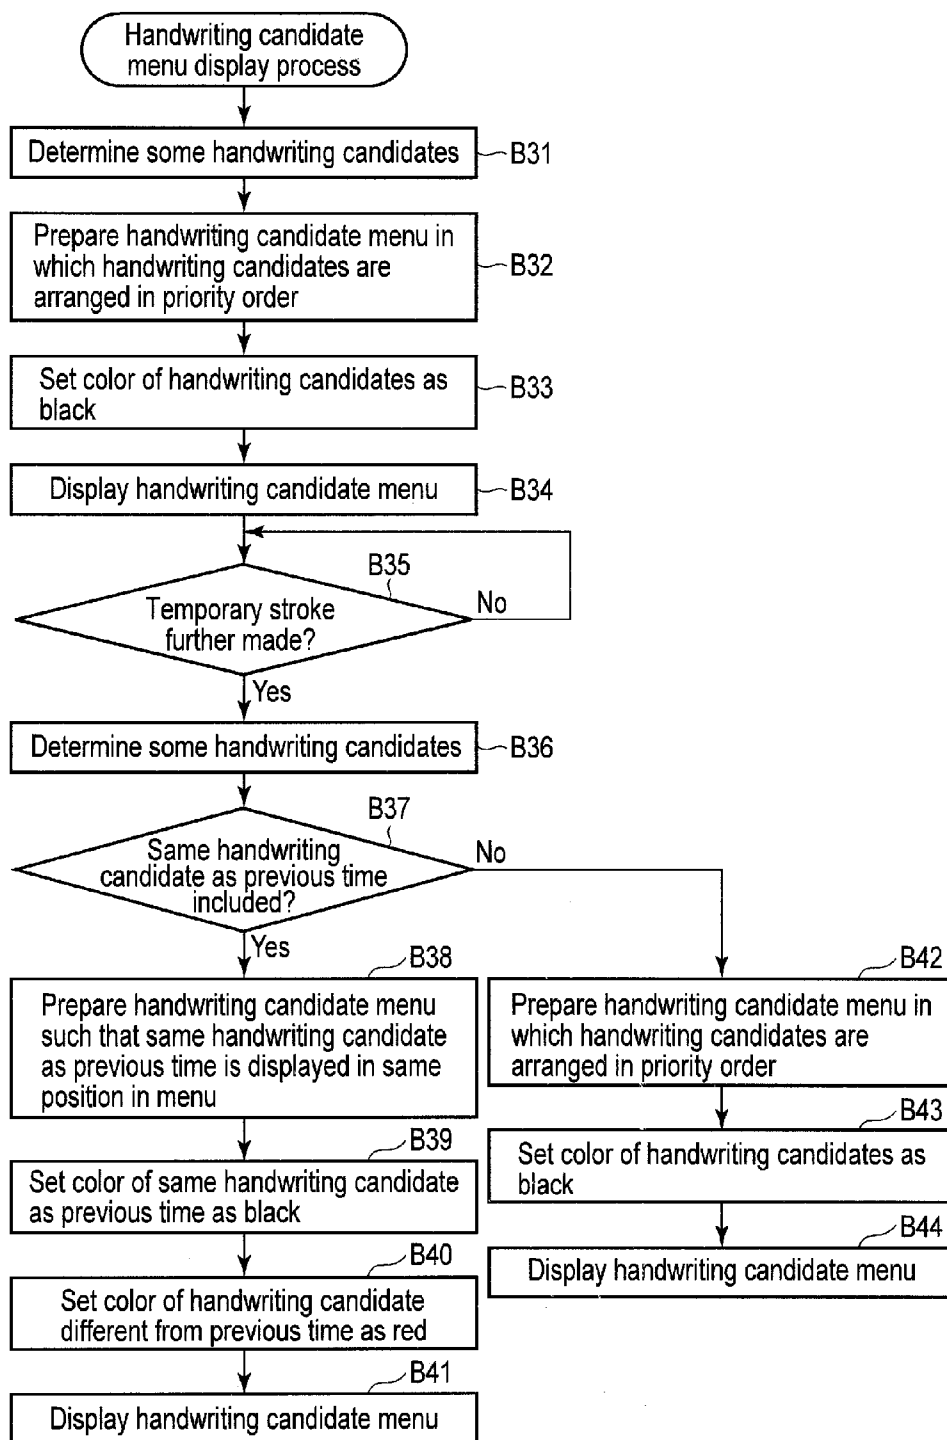 Handwriting candidate
menu display process
Determine some handwriting candidates
B31
Prepare handwriting candidate menu in
which handwriting candidates are
arranged in priority order
B32
Set color of handwriting candidates as
black
B33
Display handwriting candidate menu
B34
B35
Temporary stroke
further made?
No
Yes
Determine some handwriting candidates
B36
B37
Same handwriting
candidate as previous time
included?
No
Yes
B38
Prepare handwriting candidate menu
such that same handwriting candidate
as previous time is displayed in same
position in menu
B39
Set color of same handwriting candidate
as previous time as black
B40
Set color of handwriting candidate
different from previous time as red
B41
Display handwriting candidate menu
B42
Prepare handwriting candidate menu in
which handwriting candidates are
arranged in priority order
B43
Set color of handwriting candidates as
black
B44
Display handwriting candidate menu